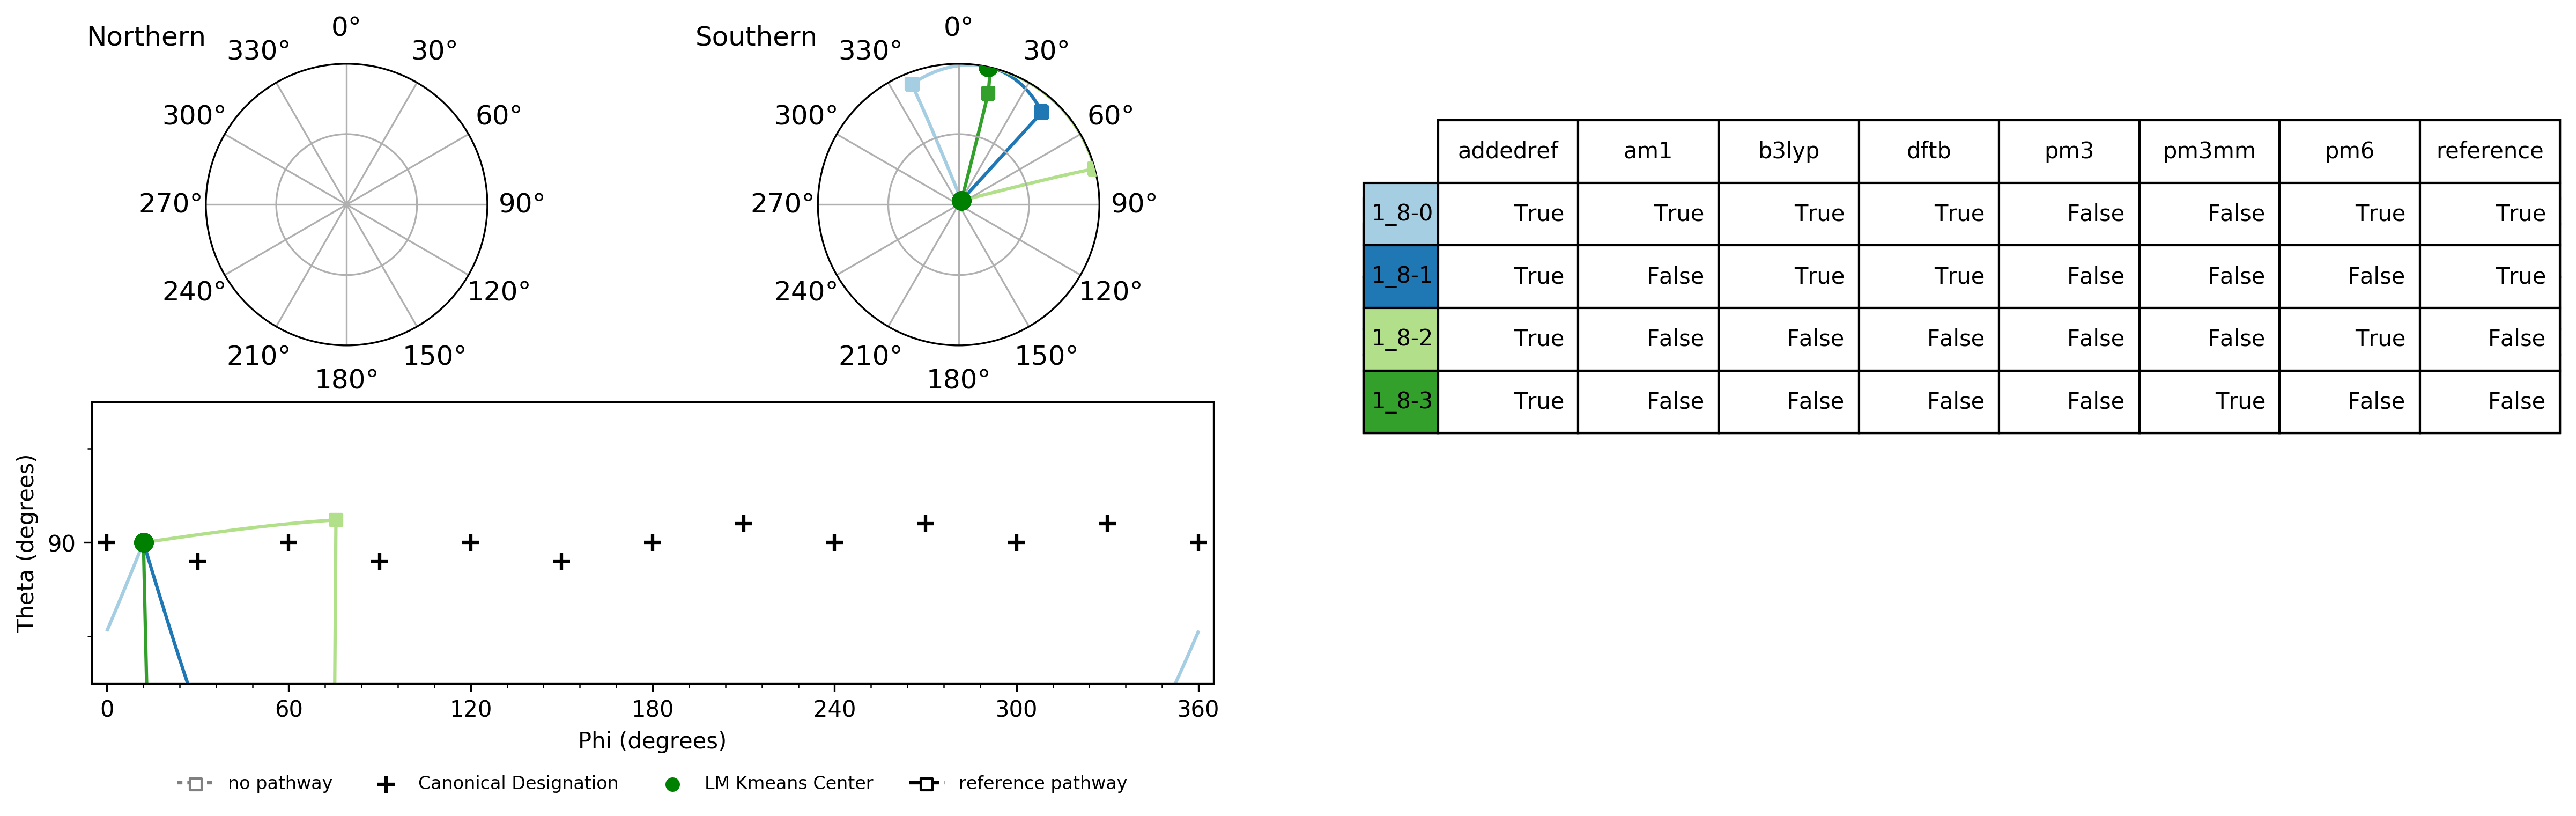 Northern
0°
30°
60°
90°
120°
150°
180°
210°
240°
270°
300°
330°
Southern
0°
30°
60°
90°
120°
150°
180°
210°
240°
270°
300°
330°
addedref am1 b3lyp dftb pm3 pm3mm pm6 reference
1_8-0 True True True True False False True True
1_8-1 True False True True False False False True
1_8-2 True False False False False False True False
1_8-3 True False False False False True False False
Theta (degrees)
90
0 60 120 180 240 300 360
Phi (degrees)
no pathway Canonical Designation LM Kmeans Center reference pathway